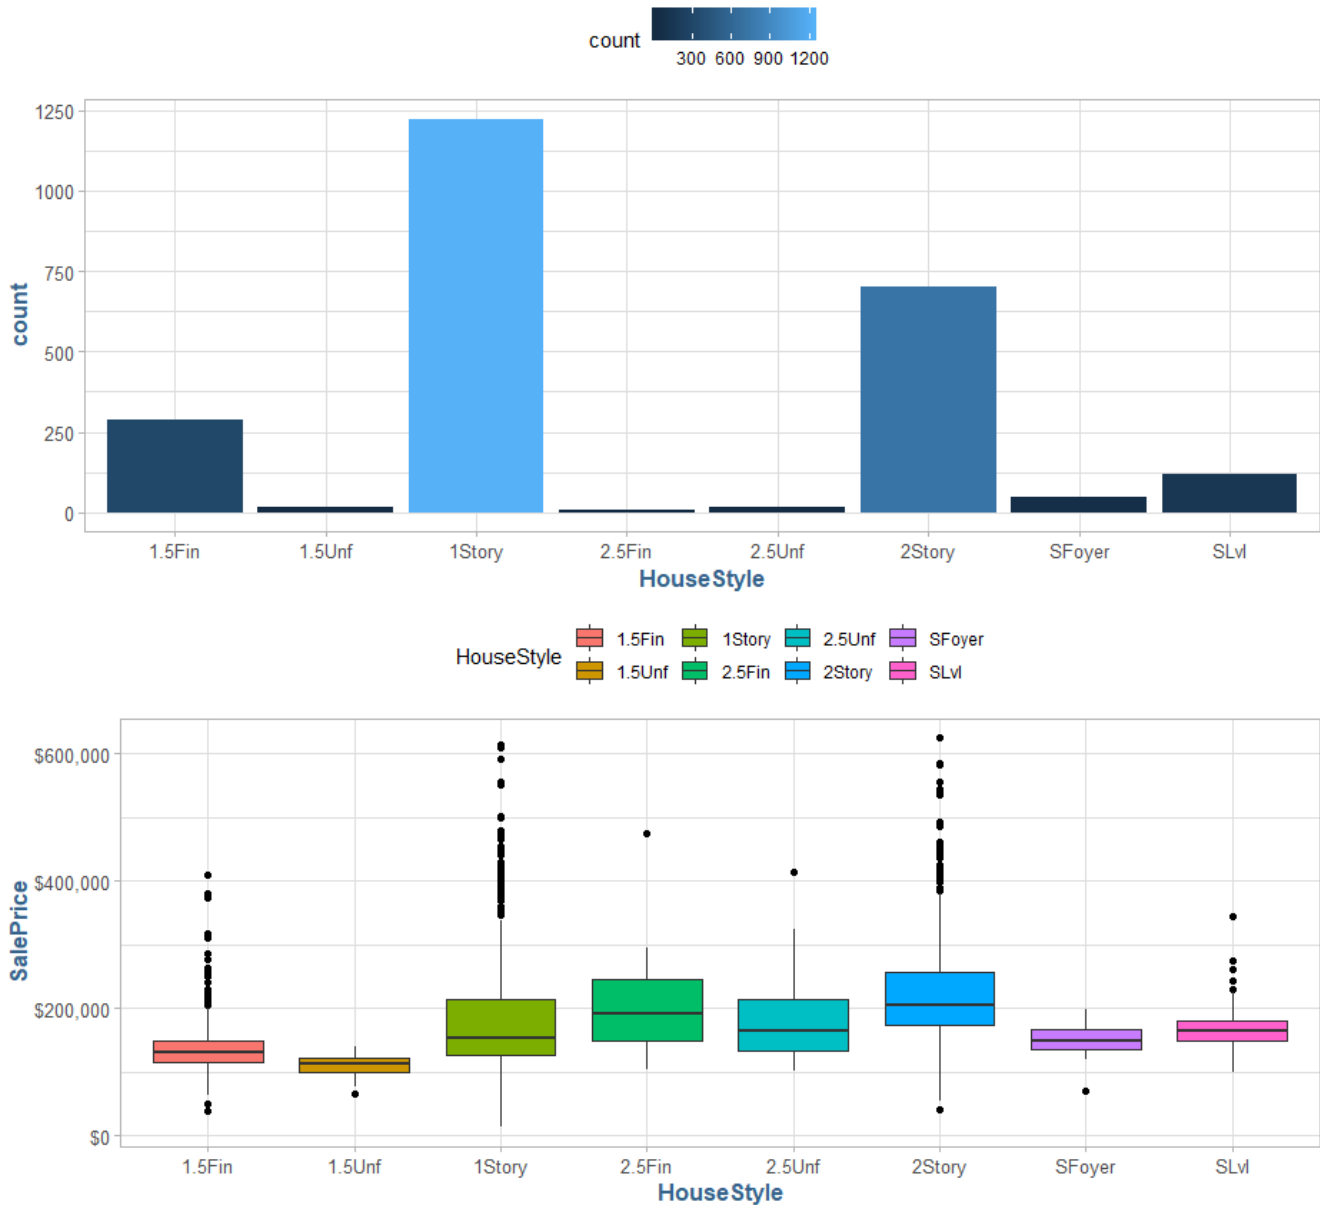 count
300 600 900 1200
1250
1000
750
500
250
0
count
1.5Fin 1.5Unf 1Story 2.5Fin 2.5Unf 2Story SFoyer SLvl
HouseStyle
HouseStyle
1.5Fin 1Story 2.5Unf SFoyer
1.5Unf 2.5Fin 2Story SLvl
$600,000
$400,000
$200,000
$0
SalePrice
1.5Fin 1.5Unf 1Story 2.5Fin 2.5Unf 2Story SFoyer SLvl
HouseStyle